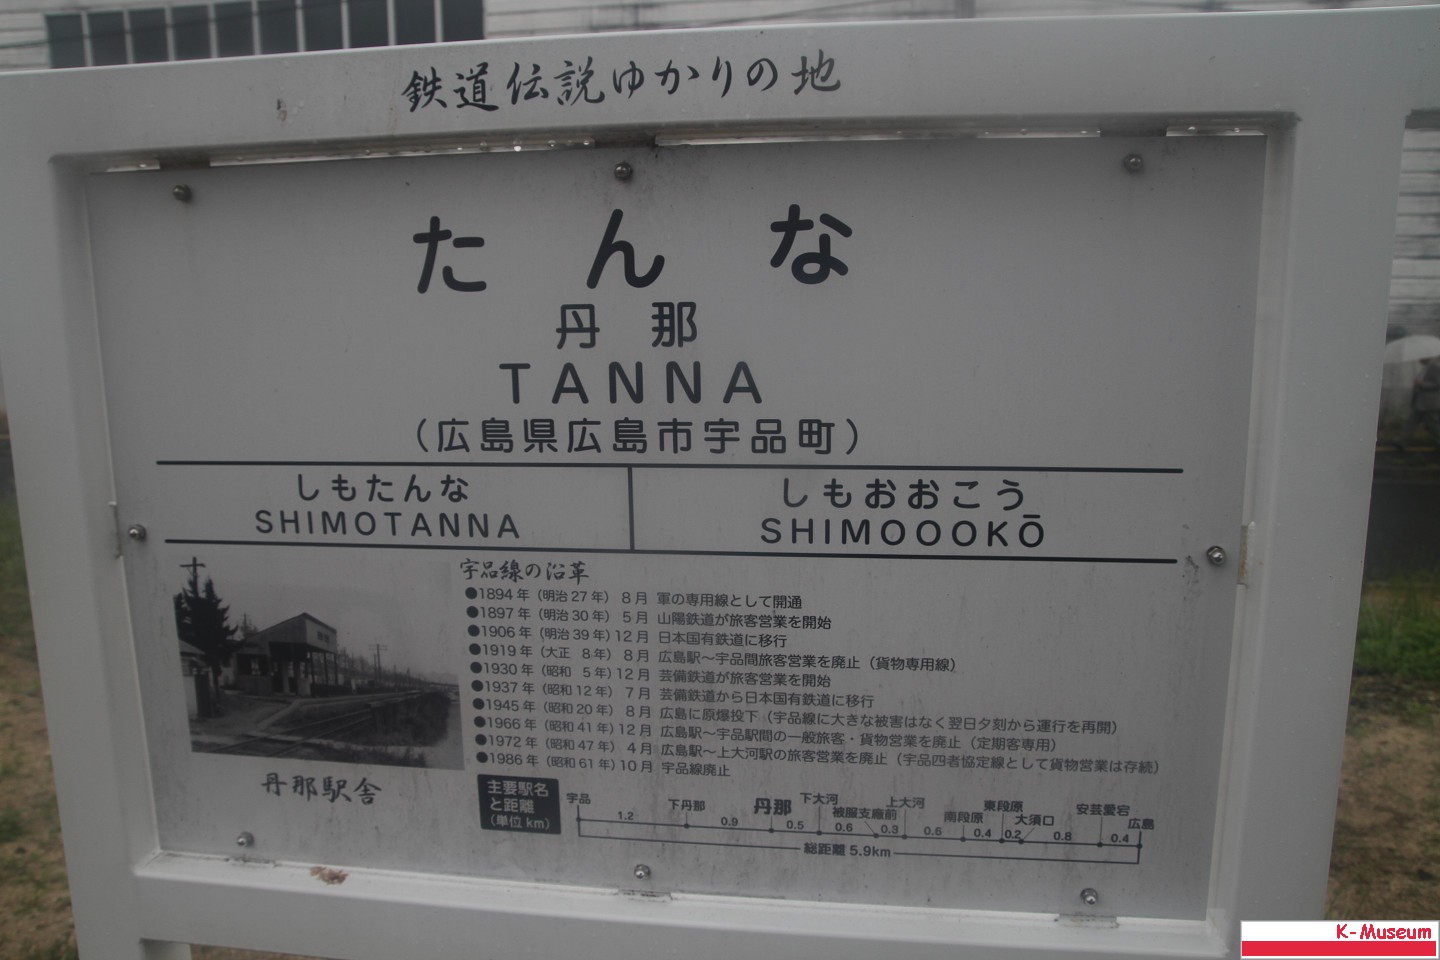 鉄道伝説ゆかりの地
たんな
丹那
TANNA
（広島県広島市宇品町）
しもたんな
SHIMOTANNA
しもおおこう
SHIMOOOKŌ
宇品線の沿革
●1894年（明治27年）8月 軍の専用線として開通
●1897年（明治30年）5月 山陽鉄道が旅客営業を開始
●1906年（明治39年）12月 日本国有鉄道に移行
●1919年（大正 8年）8月 広島駅～宇品間旅客営業を廃止（貨物専用線）
●1930年（昭和 5年）12月 芸備鉄道が旅客営業を開始
●1937年（昭和12年）7月 芸備鉄道から日本国有鉄道に移行
●1945年（昭和20年）8月 広島に原爆投下（宇品線に大きな被害はなく翌日夕刻から運行を再開）
●1966年（昭和41年）12月 広島駅～宇品駅間の一般旅客・貨物営業を廃止（定期客専用）
●1972年（昭和47年）4月 広島駅～上大河駅の旅客営業を廃止（宇品四者協定線として貨物営業は存続）
●1986年（昭和61年）10月 宇品線廃止
丹那駅舎
主要駅名
と距離
（単位km）
宇品 下丹那 丹那 下大河 被服支廠前 上大河 南段原 東段原 大須口 安芸愛宕 広島
1.2 0.9 0.5 0.6 0.3 0.6 0.4 0.2 0.8 0.4
総距離 5.9km
K-Museum